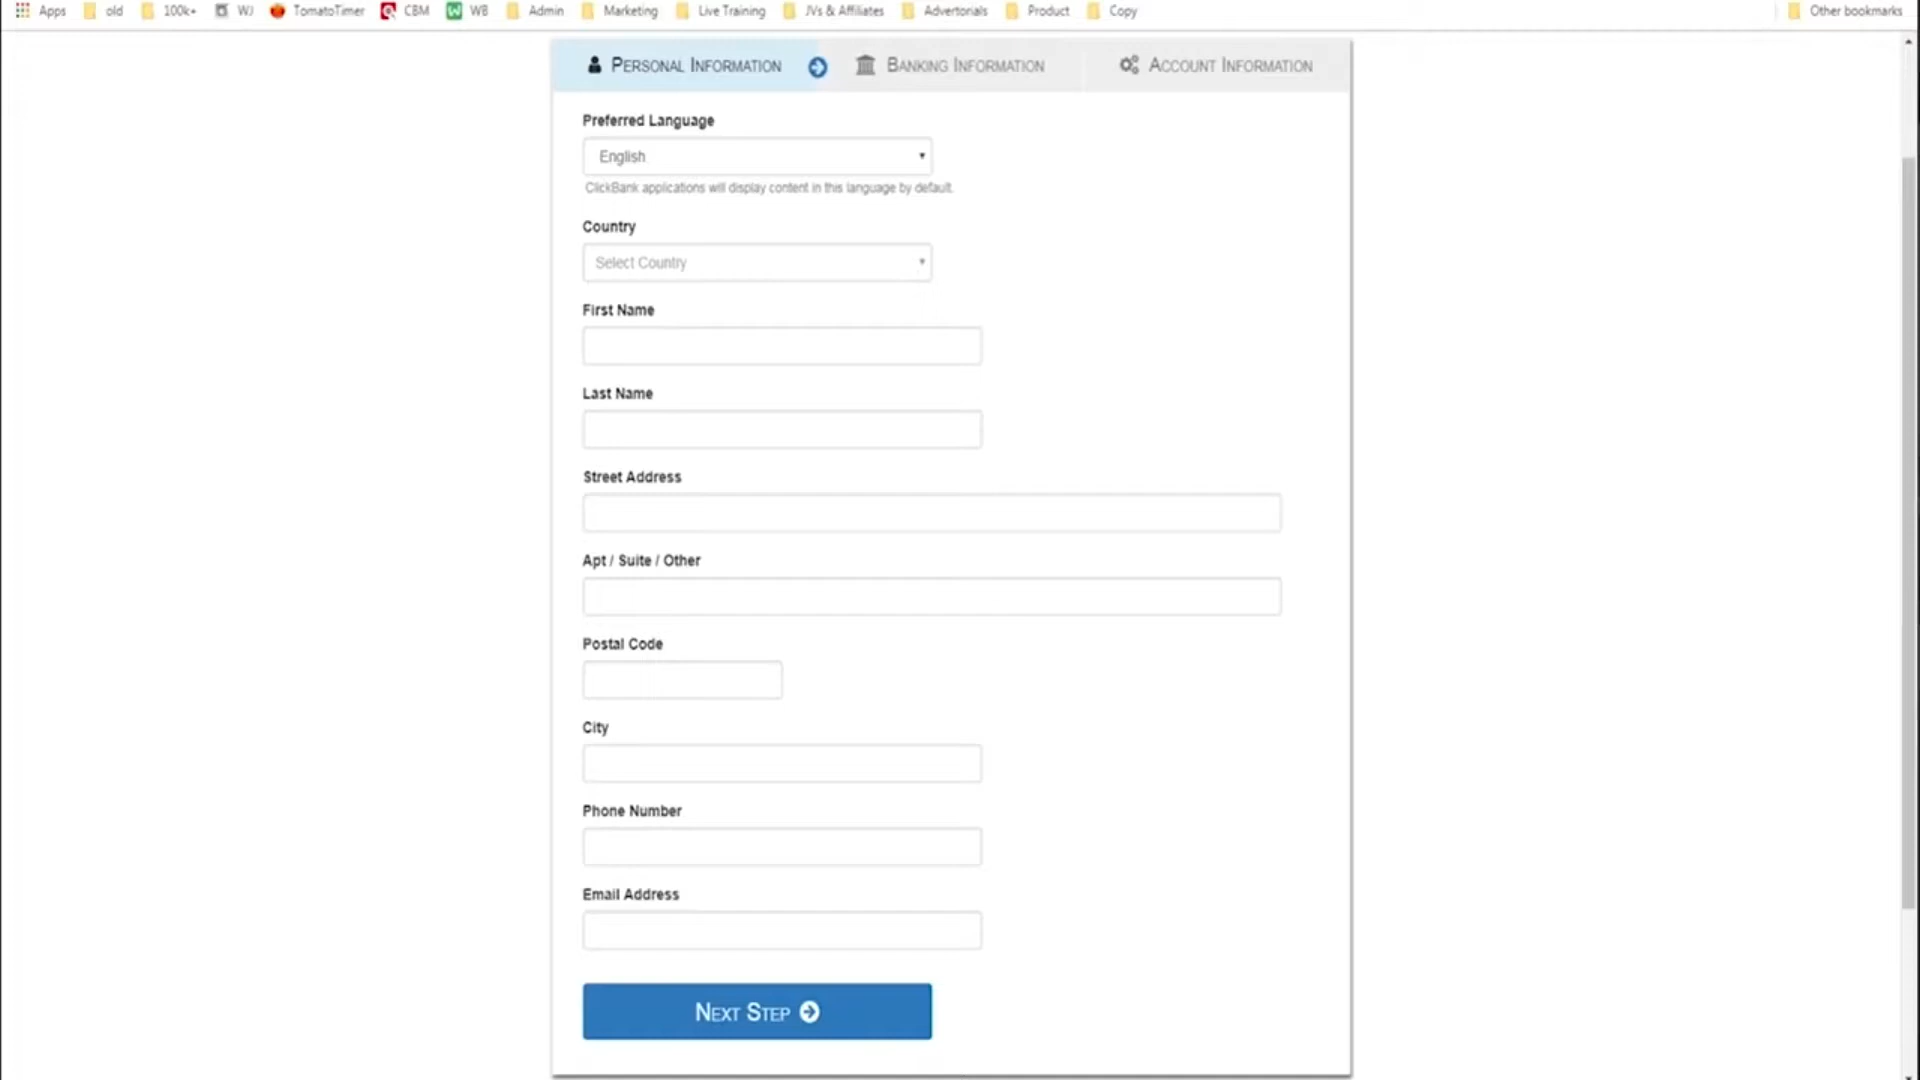 Apps old 100k+ WJ TomatoTimer CBM WB Admin Marketing Live Training JVs & Affiliates Advertorials Product Copy Other bookmarks
PERSONAL INFORMATION BANKING INFORMATION ACCOUNT INFORMATION
Preferred Language
English
ClickBank applications will display content in this language by default.
Country
Select Country
First Name
Last Name
Street Address
Apt / Suite / Other
Postal Code
City
Phone Number
Email Address
NEXT STEP